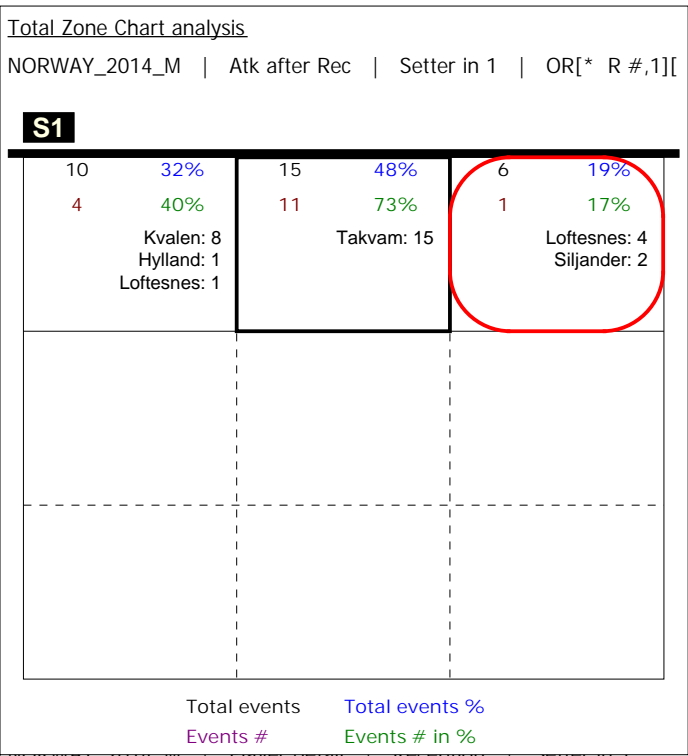 Total Zone Chart analysis
NORWAY_2014_M | Atk after Rec | Setter in 1 | OR[* R #,1][
S1
10 32% 15 48% 6 19%
4 40% 11 73% 1 17%
Kvalen: 8 Takvam: 15 Loftesnes: 4
Hylland: 1 Siljander: 2
Loftesnes: 1
Total events Total events %
Events # Events # in %